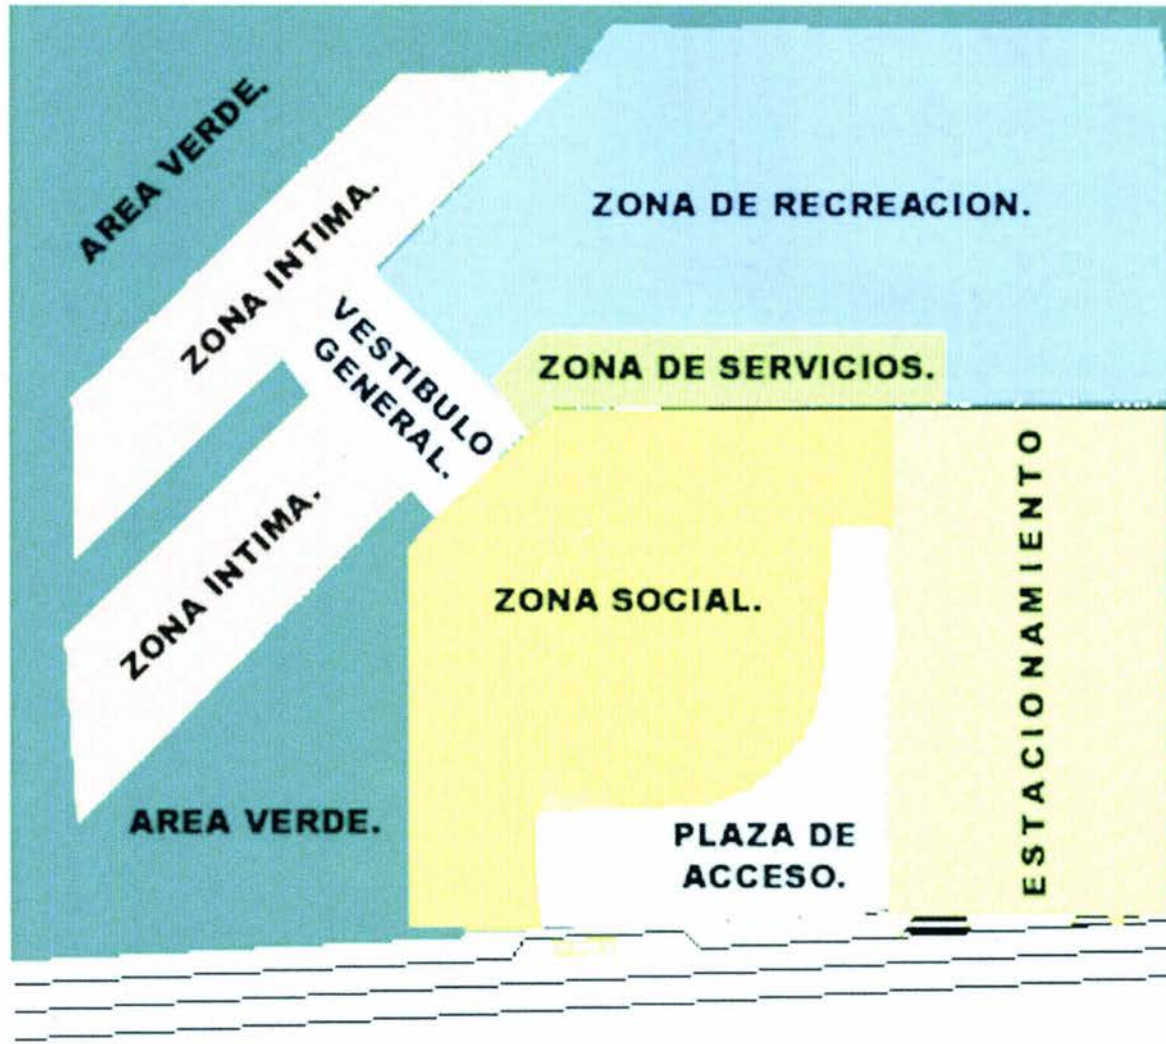 AREA VERDE.
ZONA INTIMA.
ZONA DE RECREACION.
VESTIBULO
GENERAL.
ZONA DE SERVICIOS.
ZONA INTIMA.
ZONA SOCIAL.
ESTACIONAMIENTO
AREA VERDE.
PLAZA DE
ACCESO.